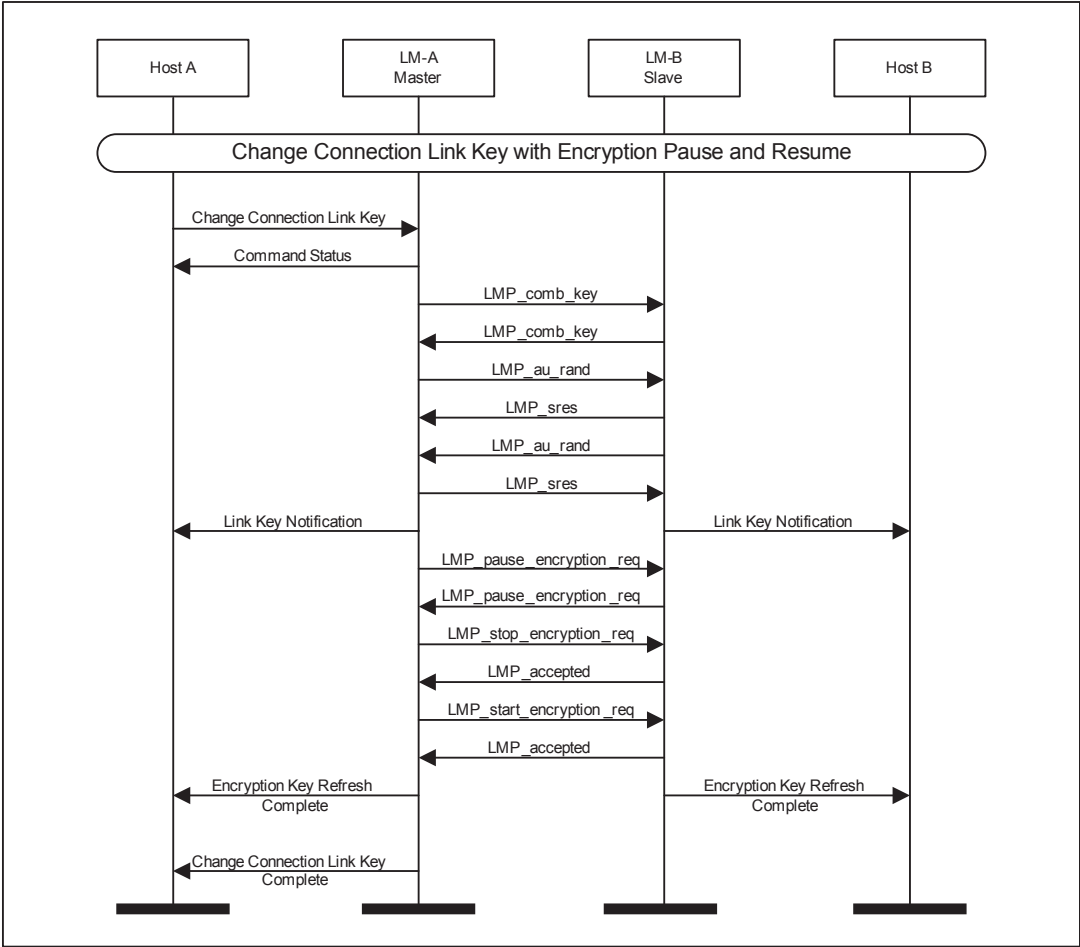 Host A
LM-A
Master
LM-B
Slave
Host B
Change Connection Link Key with Encryption Pause and Resume
Change Connection Link Key
Command Status
LMP_comb_key
LMP_comb_key
LMP_au_rand
LMP_sres
LMP_au_rand
LMP_sres
Link Key Notification
Link Key Notification
LMP_pause_encryption_req
LMP_pause_encryption_req
LMP_stop_encryption_req
LMP_accepted
LMP_start_encryption_req
LMP_accepted
Encryption Key Refresh
Complete
Encryption Key Refresh
Complete
Change Connection Link Key
Complete